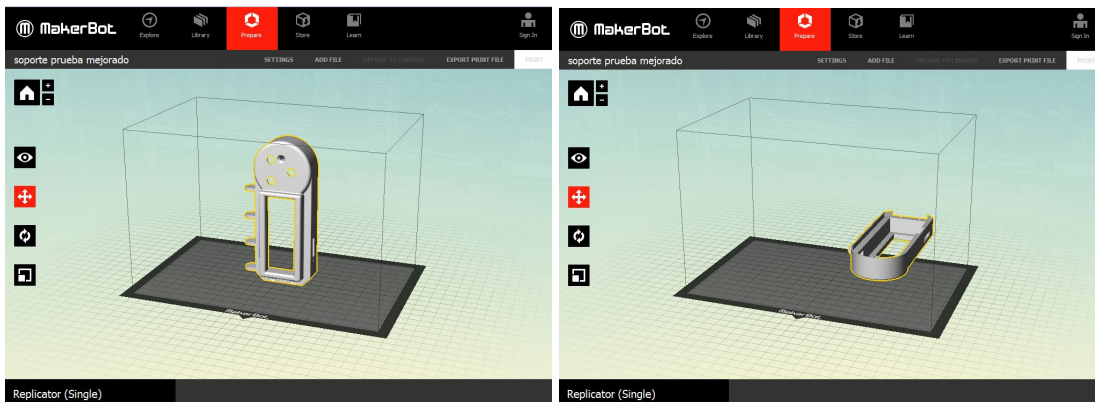 MakerBot
Explore
Library
Prepare
Store
Learn
Sign In
soporte prueba mejorado
SETTINGS
ADD FILE
UPLOAD TO LIBRARY
EXPORT PRINT FILE
PRINT
MakerBot
Replicator (Single)
MakerBot
Explore
Library
Prepare
Store
Learn
Sign In
soporte prueba mejorado
SETTINGS
ADD FILE
UPLOAD TO LIBRARY
EXPORT PRINT FILE
PRINT
MakerBot
Replicator (Single)